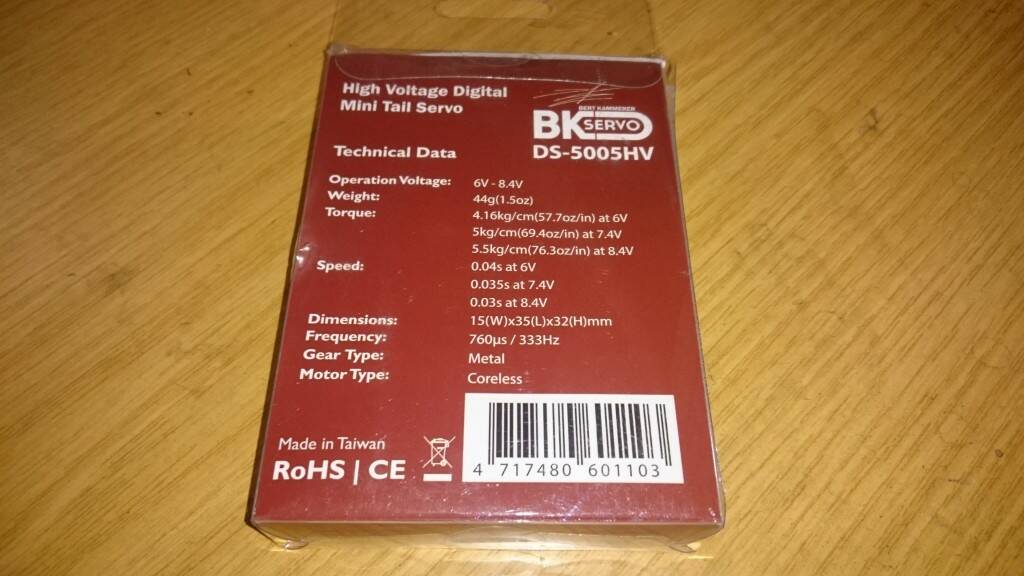 High Voltage Digital
Mini Tail Servo
BERT KAMMERER
BK SERVO
DS-5005HV
Technical Data
Operation Voltage: 6V - 8.4V
Weight: 44g(1.5oz)
Torque: 4.16kg/cm(57.7oz/in) at 6V
5kg/cm(69.4oz/in) at 7.4V
5.5kg/cm(76.3oz/in) at 8.4V
Speed: 0.04s at 6V
0.035s at 7.4V
0.03s at 8.4V
Dimensions: 15(W)x35(L)x32(H)mm
Frequency: 760µs / 333Hz
Gear Type: Metal
Motor Type: Coreless
Made in Taiwan
RoHS | CE
4 717480 601103